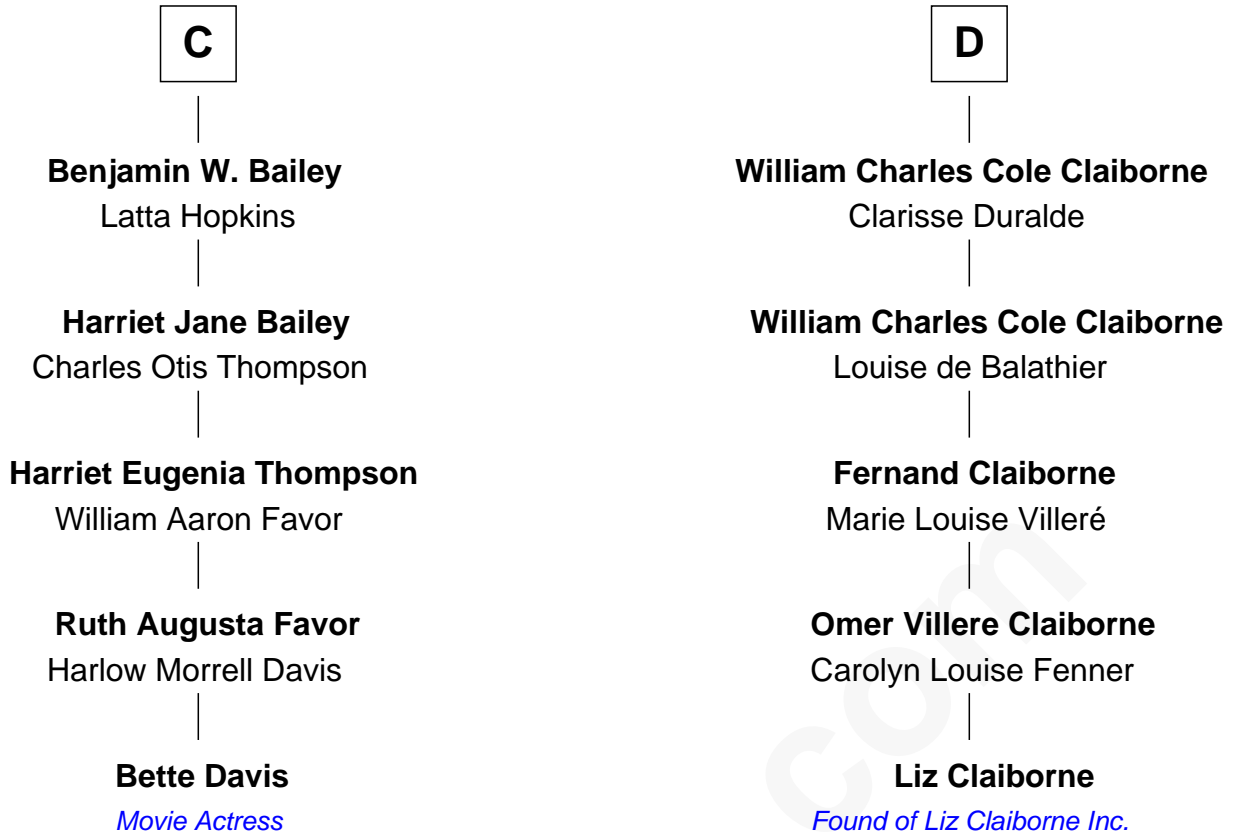 C
Benjamin W. Bailey
Latta Hopkins
Harriet Jane Bailey
Charles Otis Thompson
Harriet Eugenia Thompson
William Aaron Favor
Ruth Augusta Favor
Harlow Morrell Davis
Bette Davis
Movie Actress
D
William Charles Cole Claiborne
Clarisse Duralde
William Charles Cole Claiborne
Louise de Balathier
Fernand Claiborne
Marie Louise Villeré
Omer Villere Claiborne
Carolyn Louise Fenner
Liz Claiborne
Found of Liz Claiborne Inc.
com